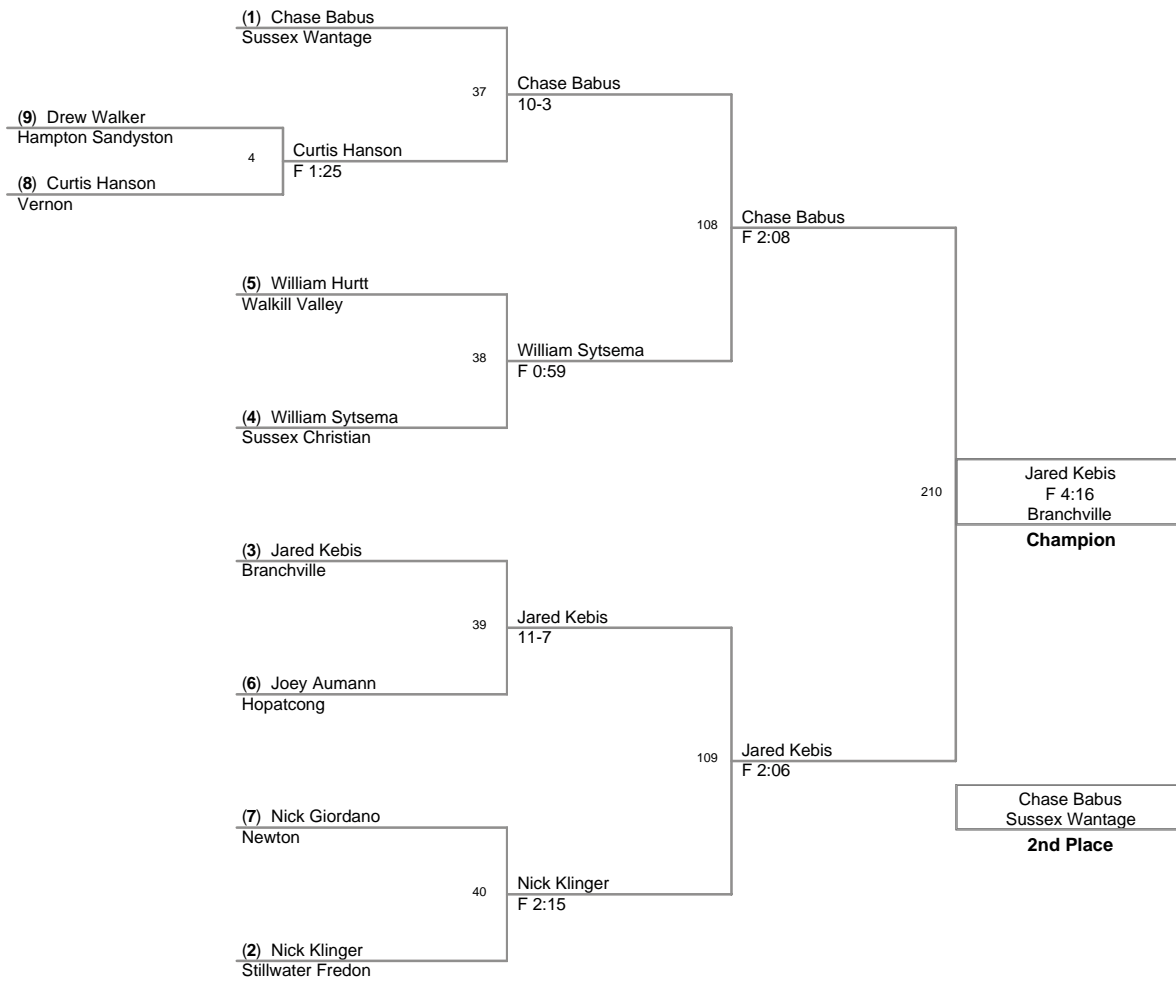 (1) Chase Babus
Sussex Wantage
37
Chase Babus
10-3
(9) Drew Walker
Hampton Sandyston
4
Curtis Hanson
F 1:25
(8) Curtis Hanson
Vernon
108
Chase Babus
F 2:08
(5) William Hurtt
Walkill Valley
38
William Sytsema
F 0:59
(4) William Sytsema
Sussex Christian
210
Jared Kebis
F 4:16
Branchville
Champion
(3) Jared Kebis
Branchville
39
Jared Kebis
11-7
(6) Joey Aumann
Hopatcong
109
Jared Kebis
F 2:06
Chase Babus
Sussex Wantage
2nd Place
(7) Nick Giordano
Newton
40
Nick Klinger
F 2:15
(2) Nick Klinger
Stillwater Fredon